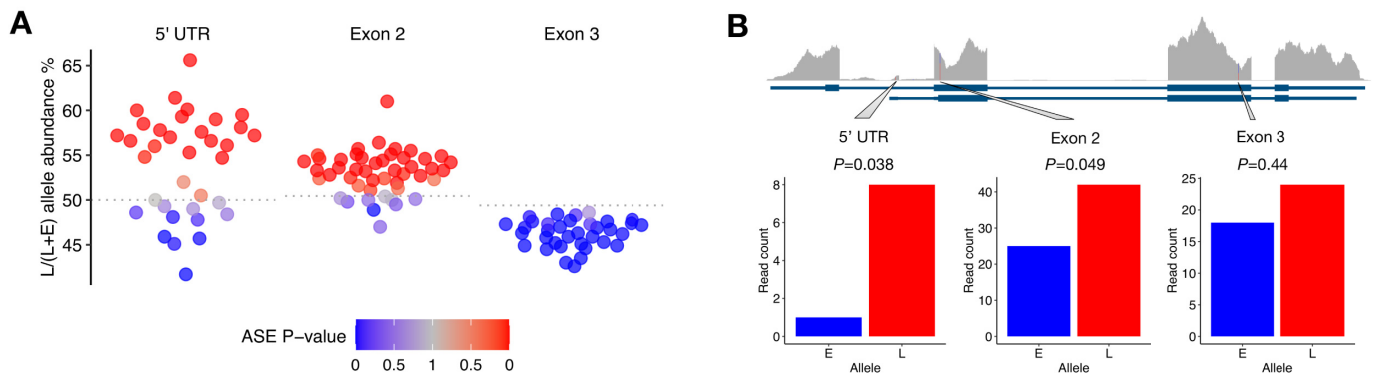 A
5' UTR
Exon 2
Exon 3
L/(L+E) allele abundance %
65
60
55
50
45
ASE P−value
0
0.5
1
0.5
0
B
5' UTR
Exon 2
Exon 3
P=0.038
P=0.049
P=0.44
Read count
8
6
4
2
0
E
L
Allele
Read count
40
30
20
10
0
E
L
Allele
Read count
25
20
15
10
5
0
E
L
Allele